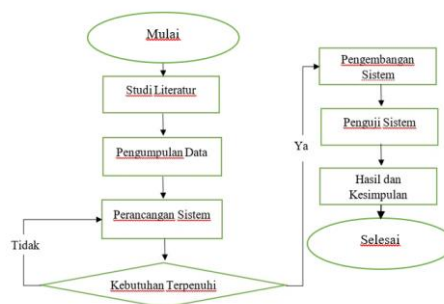 Mulai
Studi Literatur
Pengumpulan Data
Perancangan Sistem
Tidak
Kebutuhan Terpenuhi
Ya
Pengembangan
Sistem
Penguji Sistem
Hasil dan
Kesimpulan
Selesai